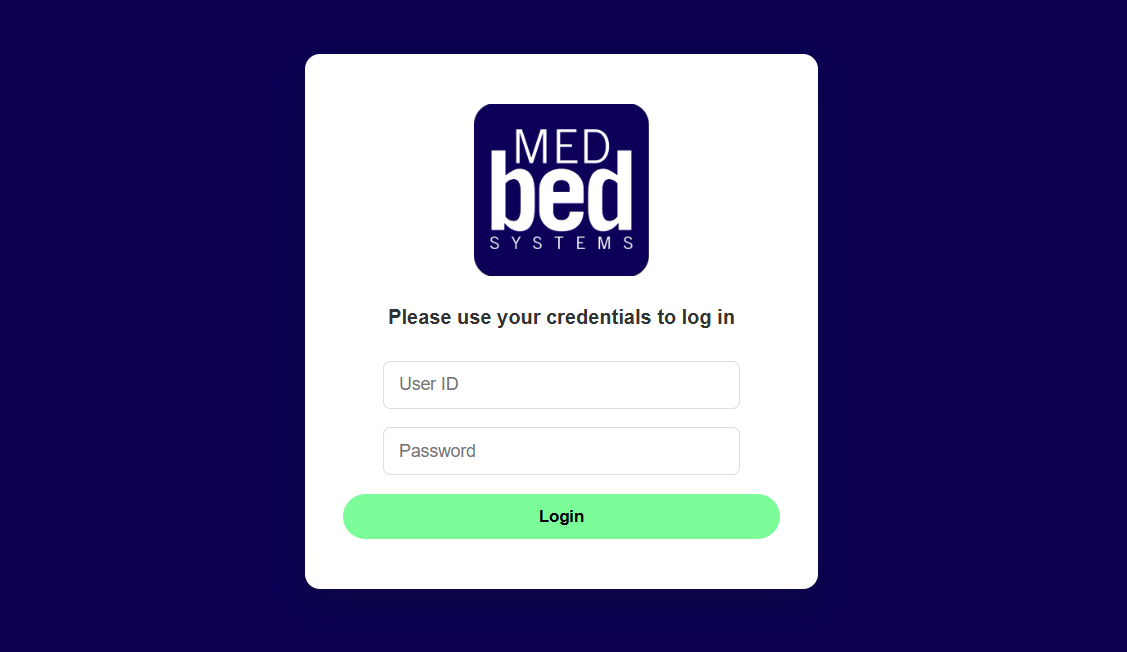 MED
bed
SYSTEMS
Please use your credentials to log in
User ID
Password
Login